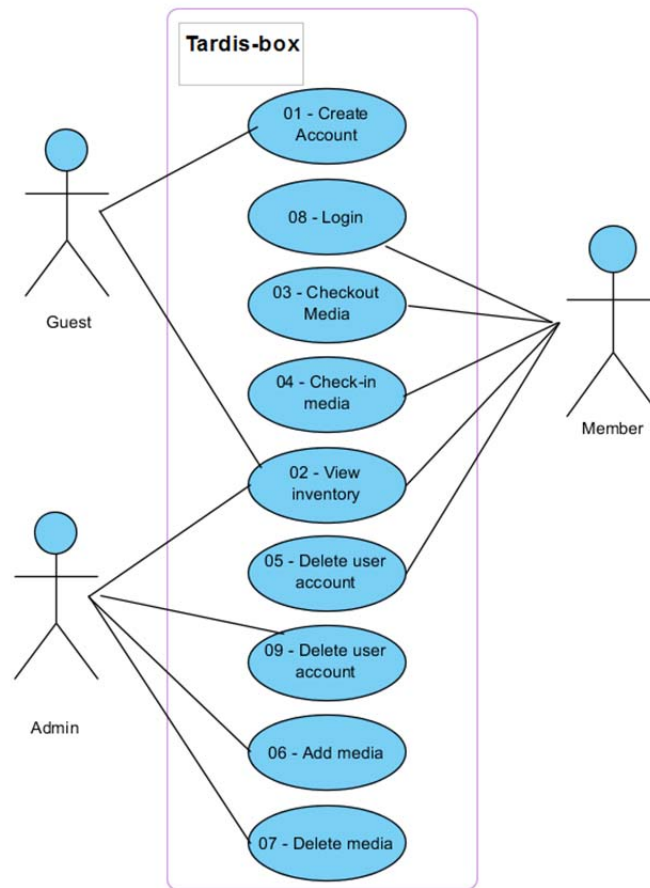 Tardis-box
01 - Create
Account
08 - Login
03 - Checkout
Media
Guest
04 - Check-in
media
Member
02 - View
inventory
05 - Delete user
account
09 - Delete user
account
Admin
06 - Add media
07 - Delete media